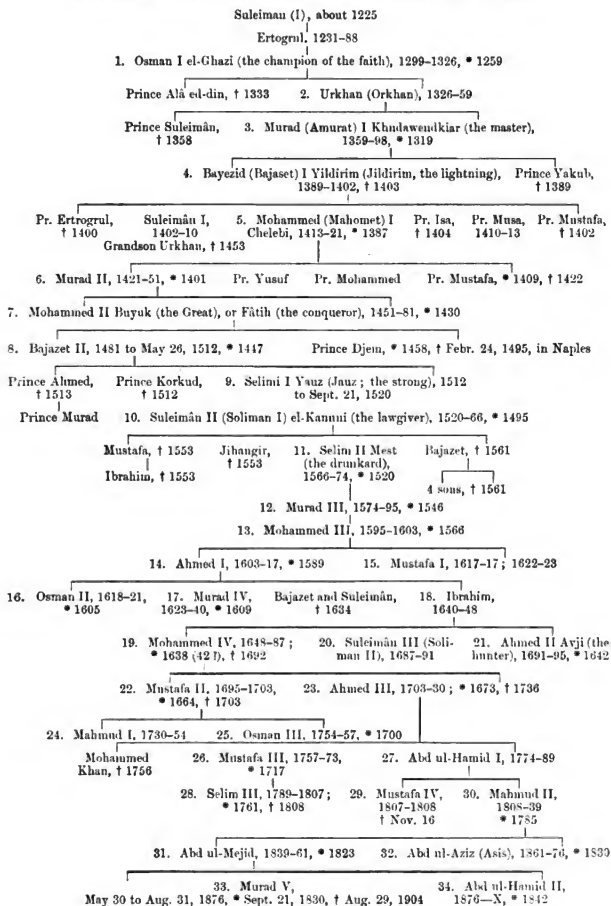 Suleiman (I), about 1225
Ertogrul, 1231-88
1. Osman I el-Ghazi (the champion of the faith), 1299-1326, * 1259
Prince Alâ ed-din, † 1333 2. Urkhan (Orkhan), 1326-59
Prince Suleimân, 3. Murad (Amurat) I Khudawendkiar (the master),
† 1358 1359-98, * 1319
4. Bayezid (Bajaset) I Yildirim (Jildirim, the lightning), Prince Yakub,
1389-1402, † 1403 † 1389
Pr. Ertrogrul, Suleimân I, 5. Mohammed (Mahomet) I Pr. Isa, Pr. Musa, Pr. Mustafa,
† 1400 1402-10 Chelebi, 1413-21, * 1387 † 1404 1410-13 † 1402
Grandson Urkhan, † 1453
6. Murad II, 1421-51, * 1401 Pr. Yusuf Pr. Mohammed Pr. Mustafa, * 1409, † 1422
7. Mohammed II Buyuk (the Great), or Fâtih (the conqueror), 1451-81, * 1430
8. Bajazet II, 1481 to May 26, 1512, * 1447 Prince Djem, * 1458, † Febr. 24, 1495, in Naples
Prince Ahmed, Prince Korkud, 9. Selimi I Yauz (Jauz; the strong), 1512
† 1513 † 1512 to Sept. 21, 1520
Prince Murad 10. Suleimân II (Soliman I) el-Kanuni (the lawgiver), 1520-66, * 1495
Mustafa, † 1553 Jihangir, 11. Selim II Mest Bajazet, † 1561
† 1553 (the drunkard),
Ibrahim, † 1553 1566-74, * 1520
4 sons, † 1561
12. Murad III, 1574-95, * 1546
13. Mohammed III, 1595-1603, * 1566
14. Ahmed I, 1603-17, * 1589 15. Mustafa I, 1617-17; 1622-23
16. Osman II, 1618-21, 17. Murad IV, Bajazet and Suleimân, 18. Ibrahim,
* 1605 1623-40, * 1609 † 1634 1640-48
19. Mohammed IV, 1648-87; 20. Suleimân III (Soli- 21. Ahmed II Avji (the
* 1638 (42?), † 1692 man II), 1687-91 hunter), 1691-95, * 1642
22. Mustafa II, 1695-1703, 23. Ahmed III, 1703-30; * 1673, † 1736
* 1664, † 1703
24. Mahmud I, 1730-54 25. Osman III, 1754-57, * 1700
Mohammed 26. Mustafa III, 1757-73, 27. Abd ul-Hamid I, 1774-89
Khan, † 1756 * 1717
28. Selim III, 1789-1807; 29. Mustafa IV, 30. Mahmud II,
* 1761, † 1808 1807-1808 1808-39
† Nov. 16 * 1785
31. Abd ul-Mejid, 1839-61, * 1823 32. Abd ul-Aziz (Asis), 1861-76, * 1830
33. Murad V, 34. Abd ul-Hamid II,
May 30 to Aug. 31, 1876, * Sept. 21, 1830, † Aug. 29, 1904 1876—X, * 1842